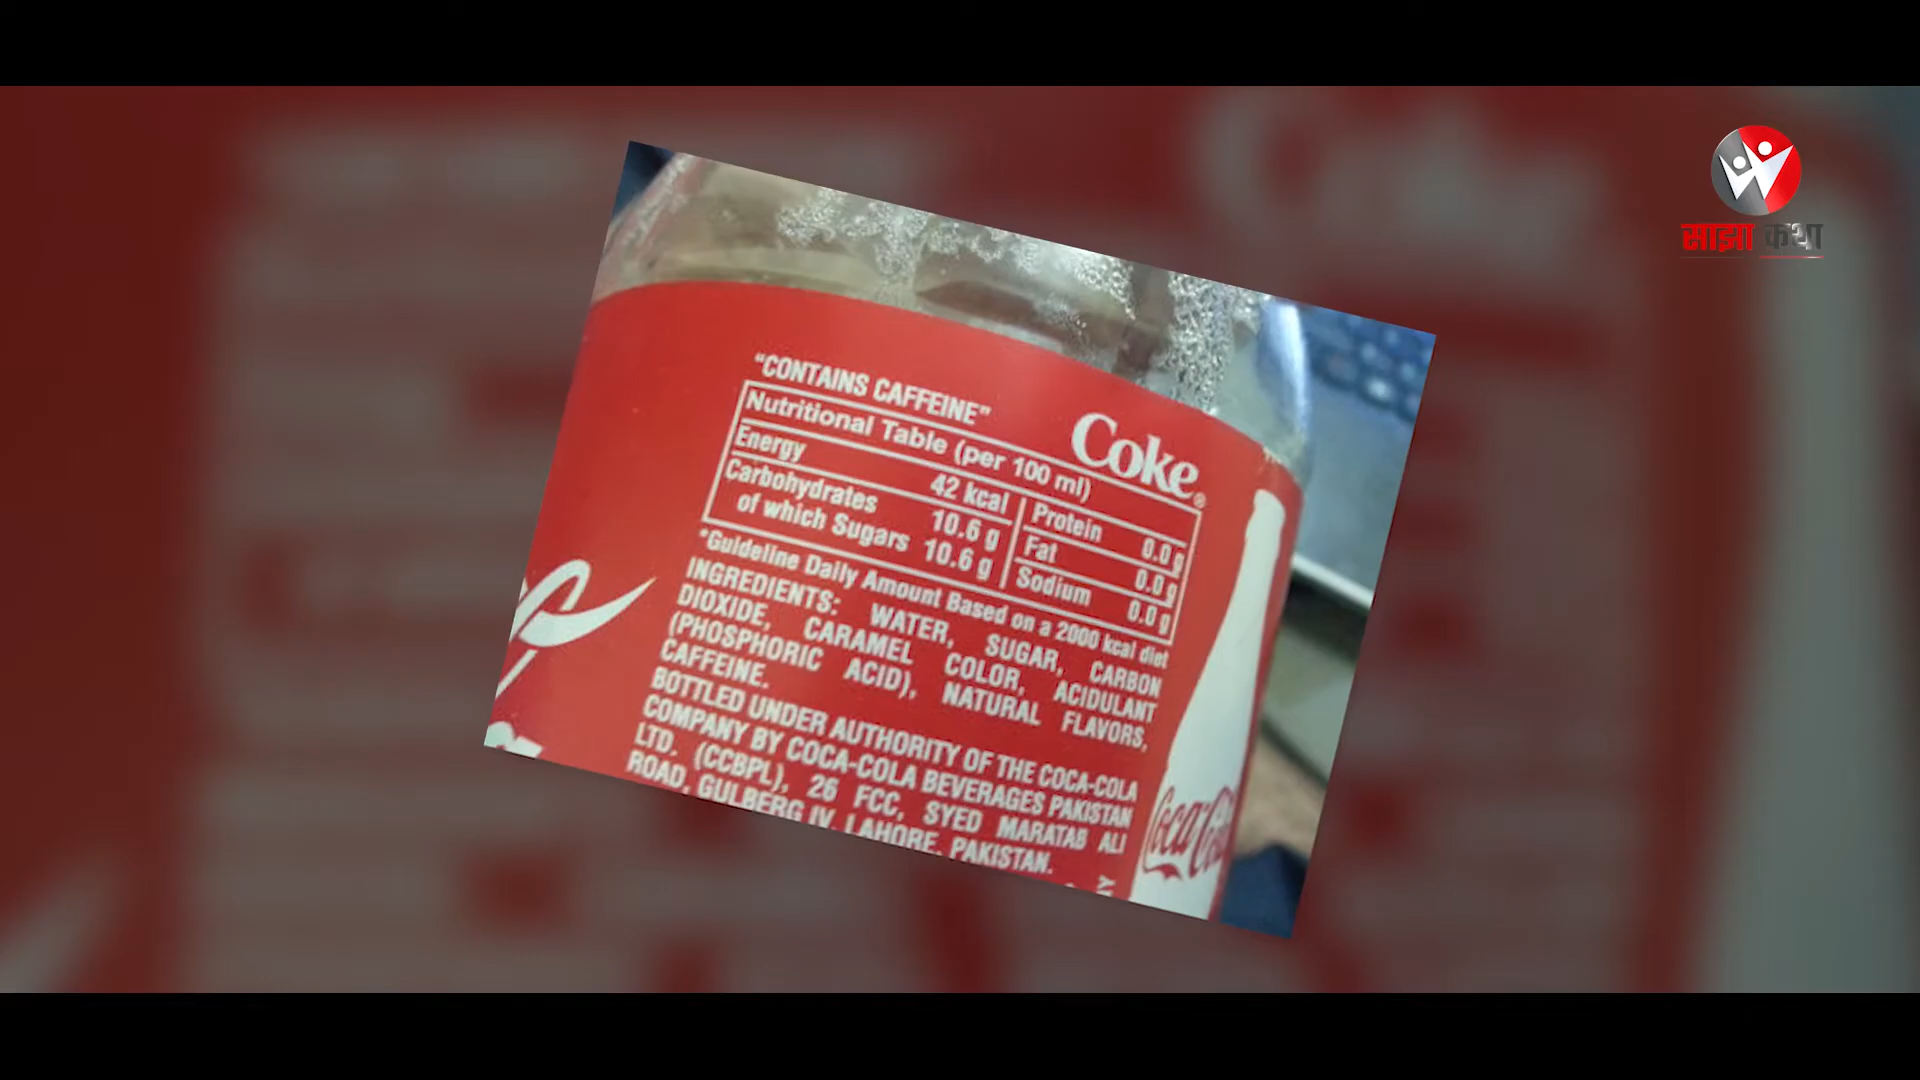 साझा कथा
"CONTAINS CAFFEINE"
Coke
Nutritional Table (per 100 ml)
Energy 42 kcal
Carbohydrates 10.6 g
of which Sugars 10.6 g
Protein 0.0 g
Fat 0.0 g
Sodium 0.0 g
*Guideline Daily Amount Based on a 2000 kcal diet
INGREDIENTS: WATER, SUGAR, CARBON
DIOXIDE, CARAMEL COLOR, ACIDULANT
(PHOSPHORIC ACID), NATURAL FLAVORS,
CAFFEINE.
BOTTLED UNDER AUTHORITY OF THE COCA-COLA
COMPANY BY COCA-COLA BEVERAGES PAKISTAN
LTD. (CCBPL), 26 FCC, SYED MARATAB ALI
ROAD, GULBERG IV, LAHORE, PAKISTAN.
Coca-Cola